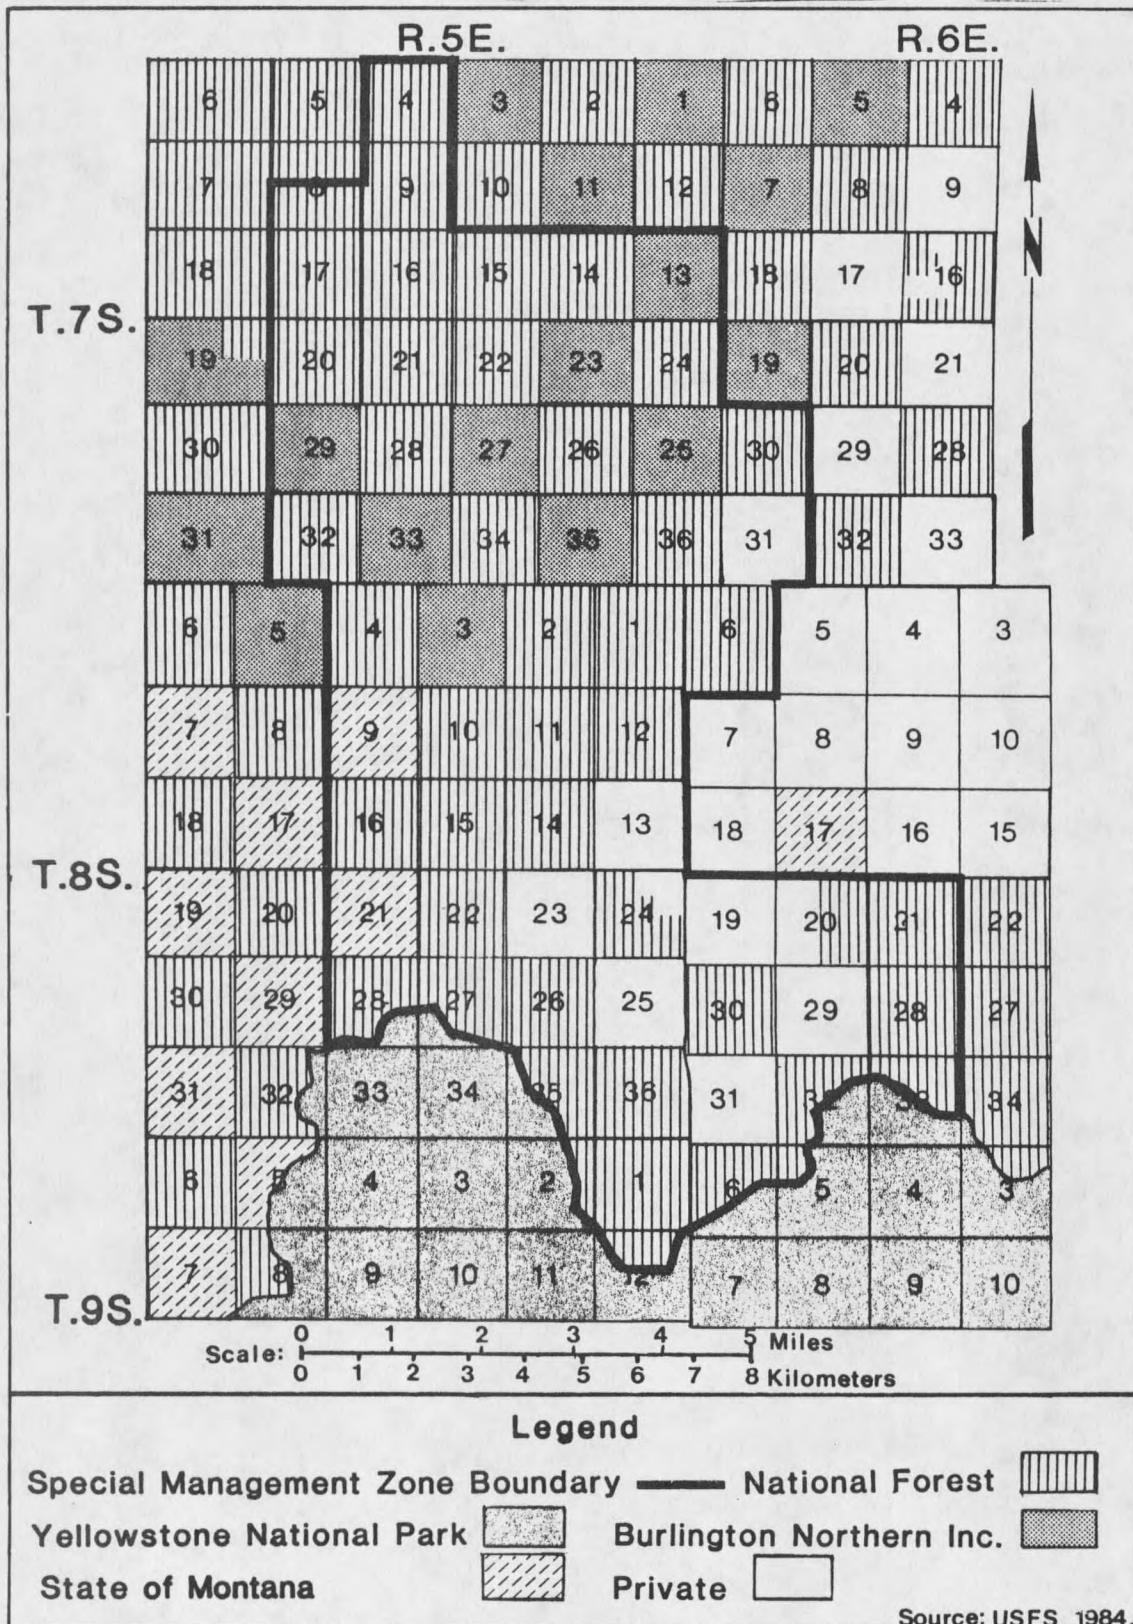 R.5E. R.6E.
6 5 4 3 2 1 6 5 4
7 8 9 10 11 12 7 8 9
18 17 16 15 14 13 18 17 16
T.7S.
19 20 21 22 23 24 19 20 21
30 29 28 27 26 25 30 29 28
31 32 33 34 35 36 31 32 33
6 5 4 3 2 1 6 5 4 3
7 8 9 10 11 12 7 8 9 10
18 17 16 15 14 13 18 17 16 15
T.8S.
19 20 21 22 23 24 19 20 21 22
30 29 28 27 26 25 30 29 28 27
31 32 33 34 35 36 31 32 33 34
6 5 4 3 2 1 6 5 4 3
7 8 9 10 11 12 7 8 9 10
T.9S.
N
0 1 2 3 4 5 Miles
Scale:
0 1 2 3 4 5 6 7 8 Kilometers
Legend
Special Management Zone Boundary National Forest
Yellowstone National Park Burlington Northern Inc.
State of Montana Private
Source: USFS 1984.